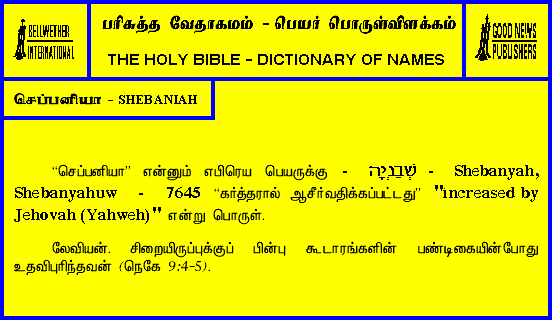 BELLWETHER
INTERNATIONAL
பரிசுத்த வேதாகமம் - பெயர் பொருள்விளக்கம்
THE HOLY BIBLE - DICTIONARY OF NAMES
GOOD NEWS
PUBLISHERS
செப்பனியா - SHEBANIAH
“செப்பனியா” என்னும் எபிரெய பெயருக்கு - שְׁבַנְיָה - Shebanyah,
Shebanyahuw - 7645 “கர்த்தரால் ஆசீர்வதிக்கப்பட்டது” "increased by
Jehovah (Yahweh)" என்று பொருள்.
லேவியன். சிறையிருப்புக்குப் பின்பு கூடாரங்களின் பண்டிகையின்போது
உதவிபுரிந்தவன் (நெகே 9:4-5).